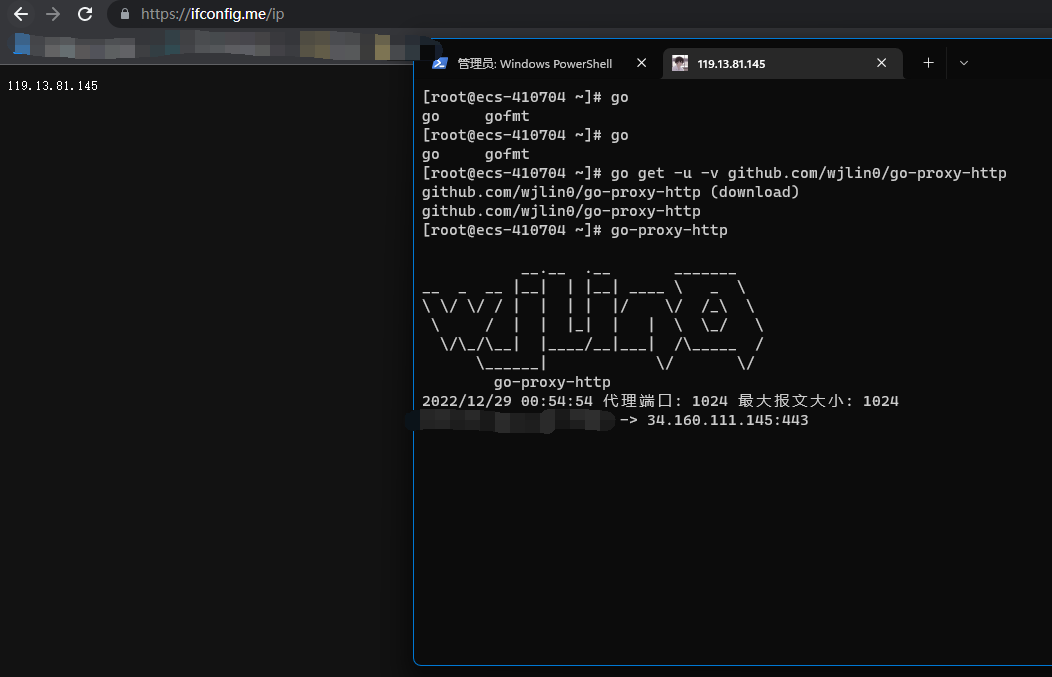 https://ifconfig.me/ip
119.13.81.145
管理员: Windows PowerShell
119.13.81.145
[root@ecs-410704 ~]# go
go     gofmt
[root@ecs-410704 ~]# go
go     gofmt
[root@ecs-410704 ~]# go get -u -v github.com/wjlin0/go-proxy-http
github.com/wjlin0/go-proxy-http (download)
github.com/wjlin0/go-proxy-http
[root@ecs-410704 ~]# go-proxy-http
wjlin0
go-proxy-http
2022/12/29 00:54:54 代理端口: 1024 最大报文大小: 1024
-> 34.160.111.145:443